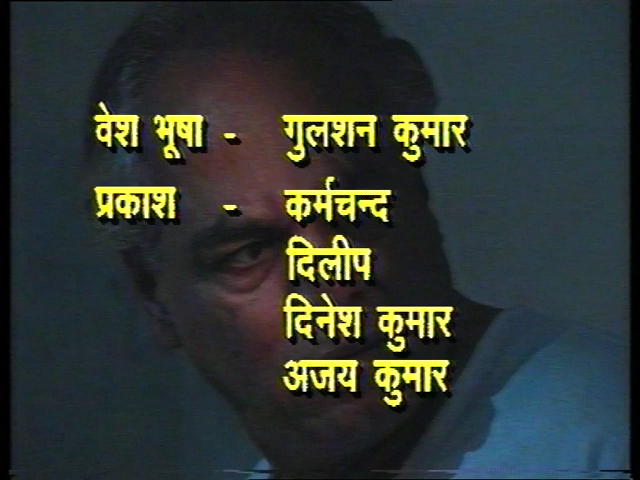 वेश भूषा - गुलशन कुमार
प्रकाश - कर्मचन्द
दिलीप
दिनेश कुमार
अजय कुमार